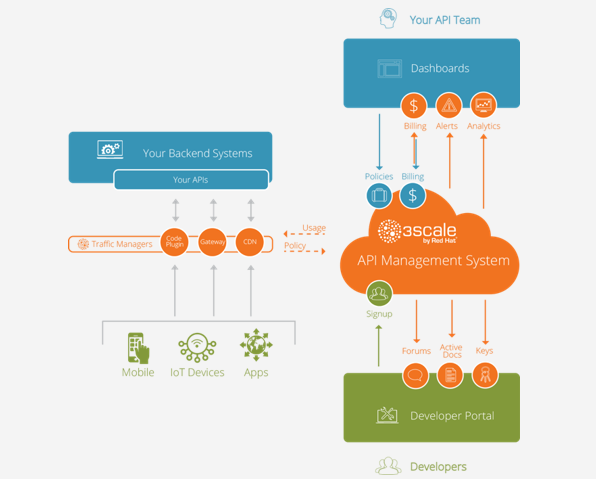 Your API Team
Dashboards
$
Billing
Alerts
Analytics
Your Backend Systems
Your APIs
Policies
Billing
$
Traffic Managers
Code
Plugin
Gateway
CDN
Usage
Policy
3scale
by Red Hat
API Management System
Signup
Mobile
IoT Devices
Apps
Forums
Active
Docs
Keys
Developer Portal
Developers